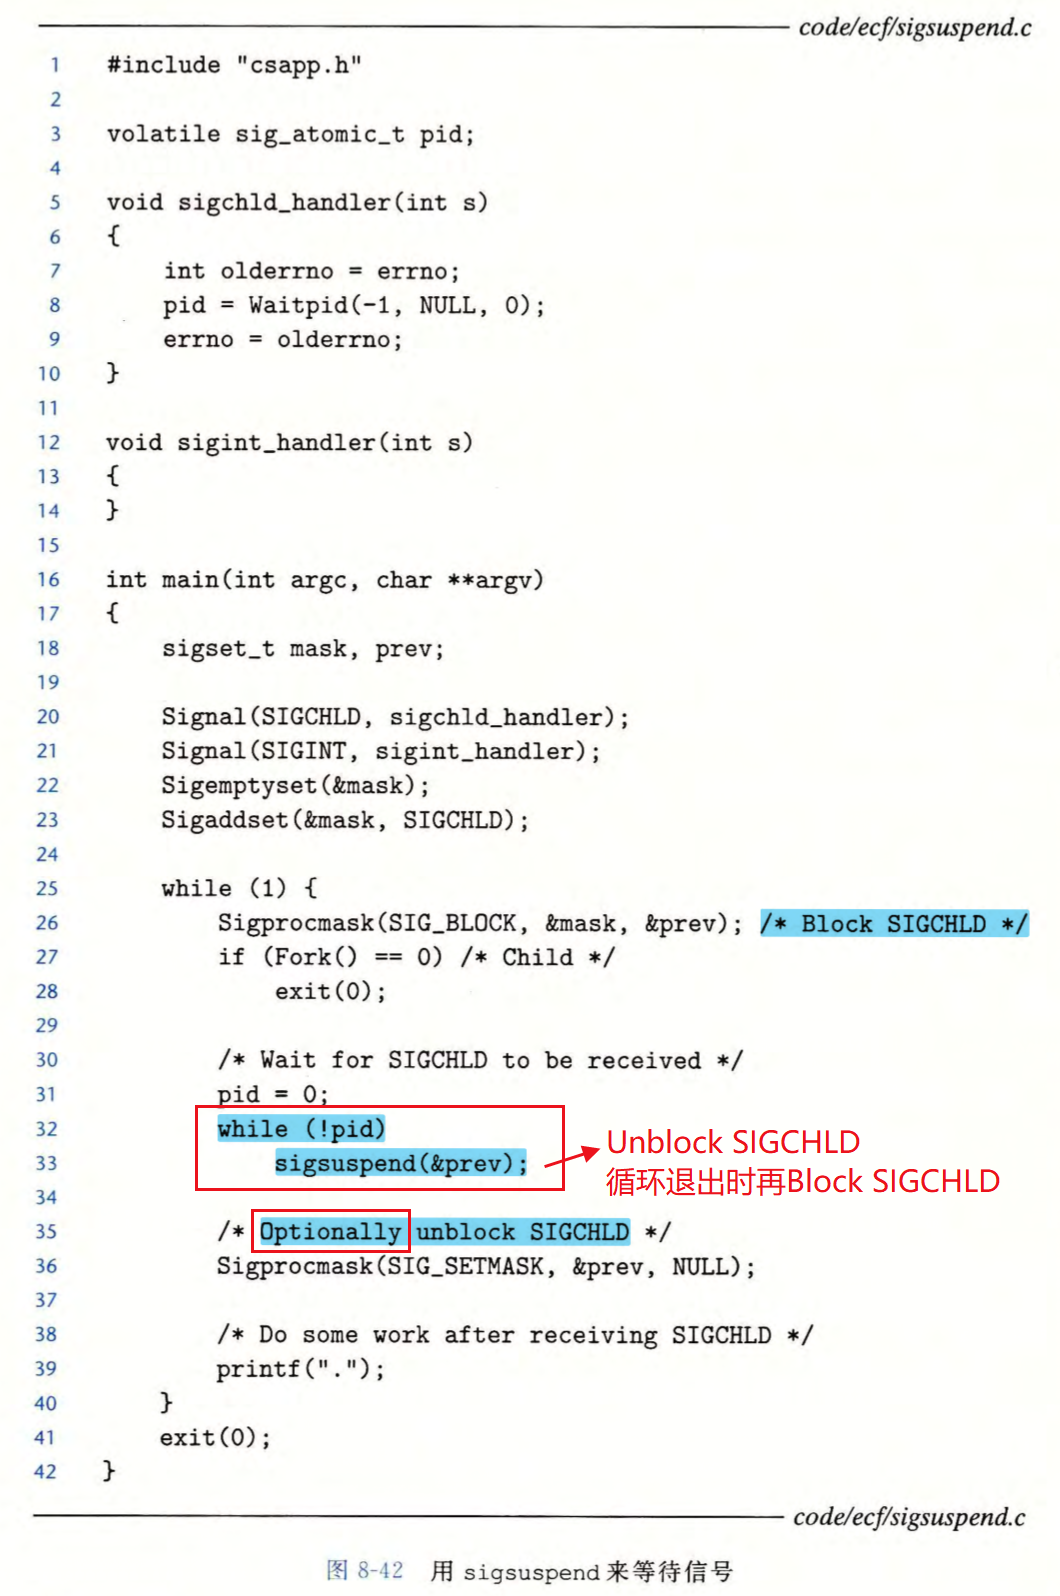 code/ecf/sigsuspend.c
1 #include "csapp.h"
2
3 volatile sig_atomic_t pid;
4
5 void sigchld_handler(int s)
6 {
7     int olderrno = errno;
8     pid = Waitpid(-1, NULL, 0);
9     errno = olderrno;
10 }
11
12 void sigint_handler(int s)
13 {
14 }
15
16 int main(int argc, char **argv)
17 {
18     sigset_t mask, prev;
19
20     Signal(SIGCHLD, sigchld_handler);
21     Signal(SIGINT, sigint_handler);
22     Sigemptyset(&mask);
23     Sigaddset(&mask, SIGCHLD);
24
25     while (1) {
26         Sigprocmask(SIG_BLOCK, &mask, &prev); /* Block SIGCHLD */
27         if (Fork() == 0) /* Child */
28             exit(0);
29
30         /* Wait for SIGCHLD to be received */
31         pid = 0;
32         while (!pid)
33             sigsuspend(&prev);
Unblock SIGCHLD
循环退出时再Block SIGCHLD
34
35         /* Optionally unblock SIGCHLD */
36         Sigprocmask(SIG_SETMASK, &prev, NULL);
37
38         /* Do some work after receiving SIGCHLD */
39         printf(".");
40     }
41     exit(0);
42 }
code/ecf/sigsuspend.c
图 8-42 用 sigsuspend 来等待信号